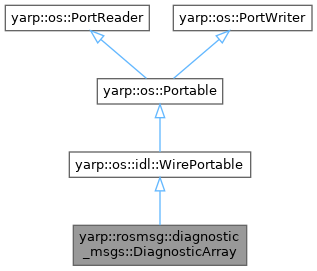 yarp::os::PortReader
yarp::os::PortWriter
yarp::os::Portable
yarp::os::idl::WirePortable
yarp::rosmsg::diagnostic
_msgs::DiagnosticArray